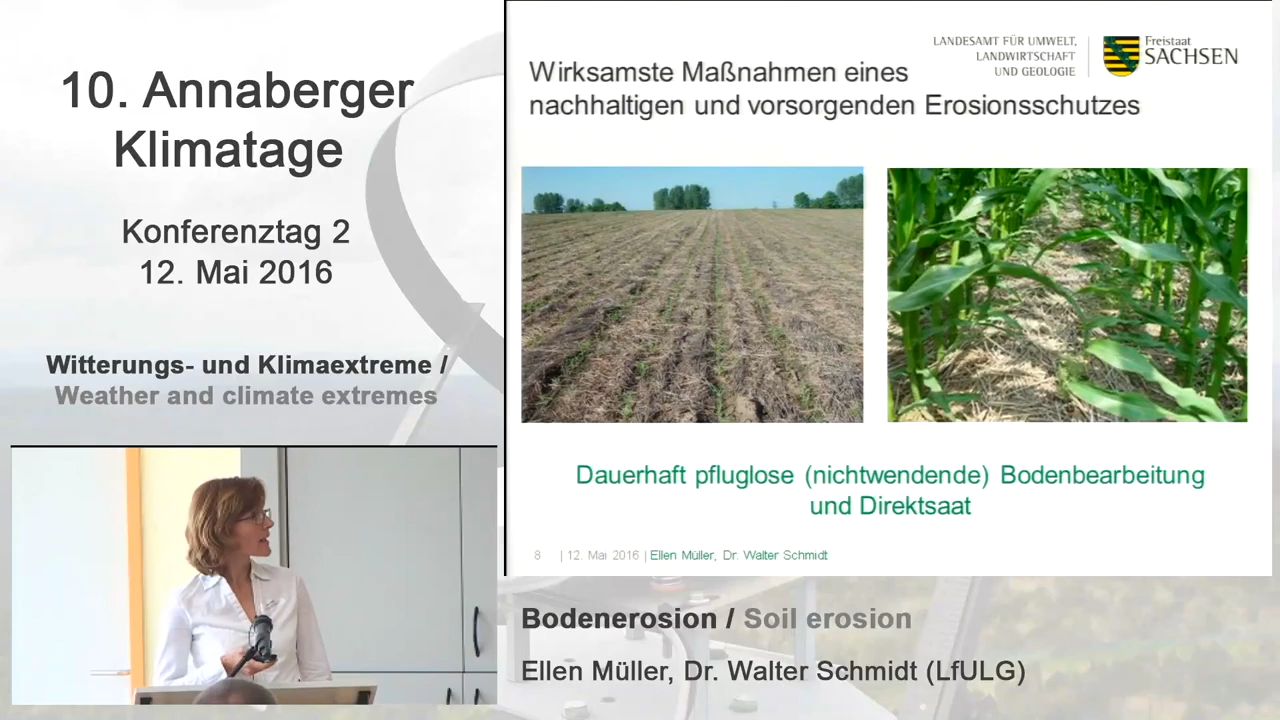 10. Annaberger
Klimatage
Konferenztag 2
12. Mai 2016
Witterungs- und Klimaextreme /
Weather and climate extremes
LANDESAMT FÜR UMWELT,
LANDWIRTSCHAFT
UND GEOLOGIE
Freistaat
SACHSEN
Wirksamste Maßnahmen eines
nachhaltigen und vorsorgenden Erosionsschutzes
Dauerhaft pfluglose (nichtwendende) Bodenbearbeitung
und Direktsaat
8 | 12. Mai 2016 | Ellen Müller, Dr. Walter Schmidt
Bodenerosion / Soil erosion
Ellen Müller, Dr. Walter Schmidt (LfULG)